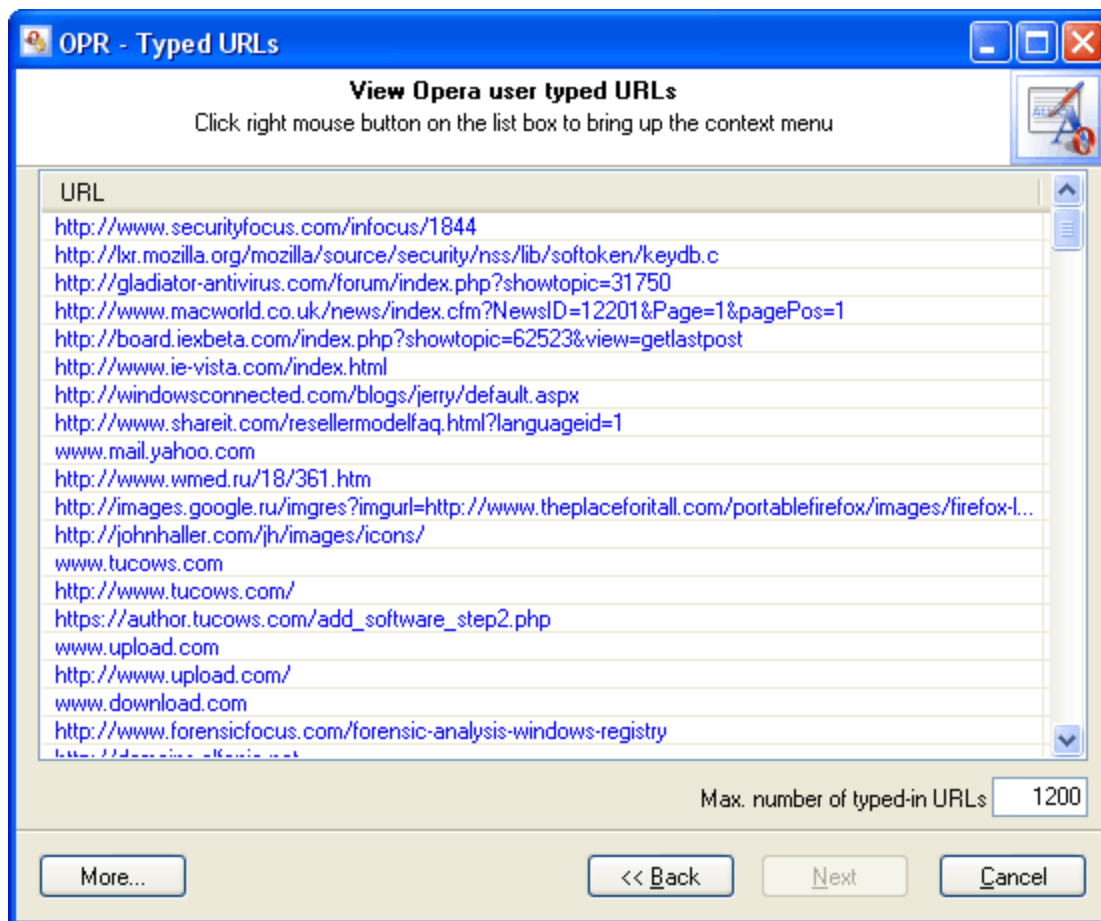 OPR - Typed URLs
View Opera user typed URLs
Click right mouse button on the list box to bring up the context menu
URL
http://www.securityfocus.com/infocus/1844
http://lxr.mozilla.org/mozilla/source/security/nss/lib/softoken/keydb.c
http://gladiator-antivirus.com/forum/index.php?showtopic=31750
http://www.macworld.co.uk/news/index.cfm?NewsID=12201&Page=1&pagePos=1
http://board.iexbeta.com/index.php?showtopic=62523&view=getlastpost
http://www.ie-vista.com/index.html
http://windowsconnected.com/blogs/jerry/default.aspx
http://www.shareit.com/resellermodelfaq.html?languageid=1
www.mail.yahoo.com
http://www.wmed.ru/18/361.htm
http://images.google.ru/imgres?imgurl=http://www.theplaceforitall.com/portablefirefox/images/firefox-l...
http://johnhaller.com/jh/images/icons/
www.tucows.com
http://www.tucows.com/
https://author.tucows.com/add_software_step2.php
www.upload.com
http://www.upload.com/
www.download.com
http://www.forensicfocus.com/forensic-analysis-windows-registry
Max. number of typed-in URLs 1200
More... << Back Next Cancel